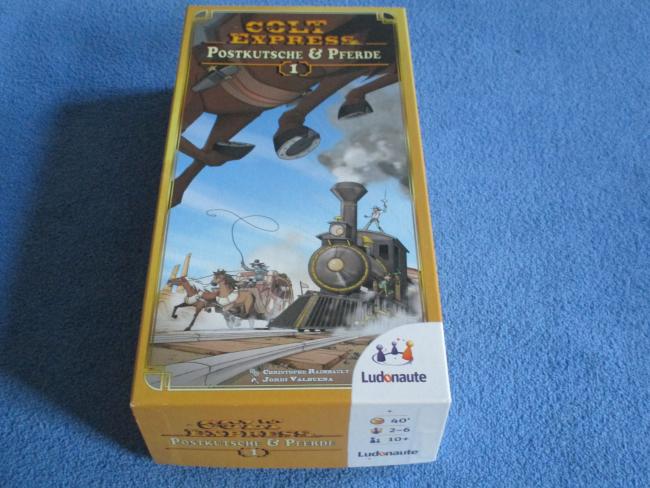 COLT
EXPRESS
POSTKUTSCHE & PFERDE
1
CHRISTOPHE RAIMBAULT
JORDI VALBUENA
Ludonaute
COLT
EXPRESS
POSTKUTSCHE & PFERDE
1
40'
2-6
10+
Ludonaute